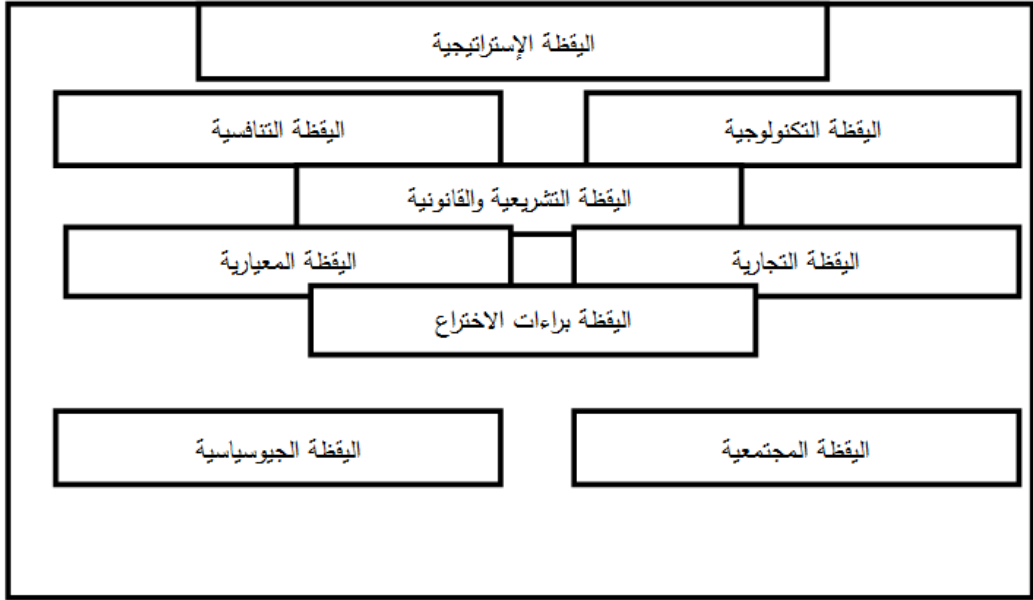 اليقظة الإستراتيجية
اليقظة التكنولوجية
اليقظة التنافسية
اليقظة التشريعية والقانونية
اليقظة التجارية
اليقظة المعيارية
اليقظة براءات الاختراع
اليقظة المجتمعية
اليقظة الجيوسياسية